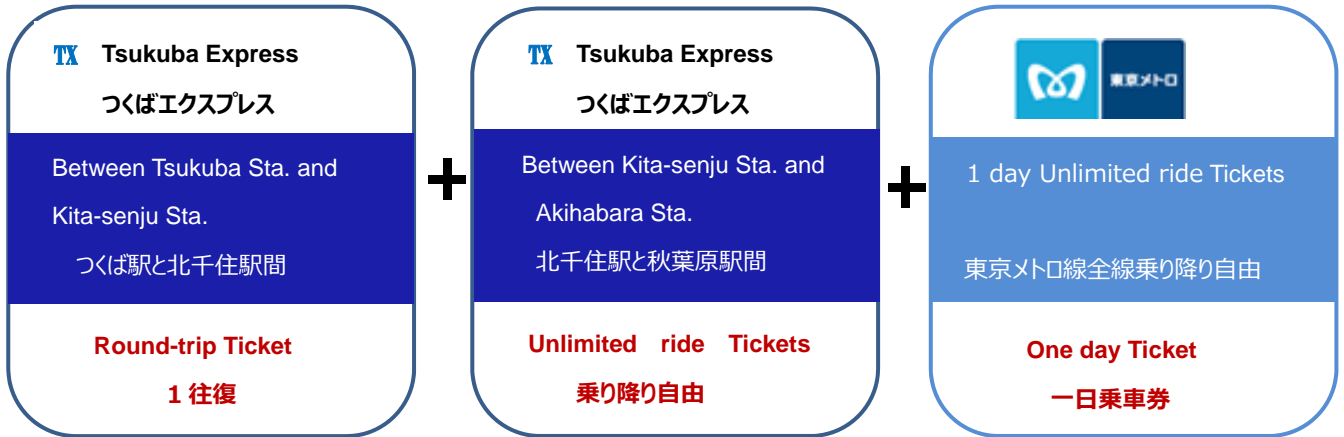 TX Tsukuba Express
つくばエクスプレス
Between Tsukuba Sta. and
Kita-senju Sta.
つくば駅と北千住駅間
Round-trip Ticket
1 往復
+
TX Tsukuba Express
つくばエクスプレス
Between Kita-senju Sta. and
Akihabara Sta.
北千住駅と秋葉原駅間
Unlimited ride Tickets
乗り降り自由
+
東京メトロ
1 day Unlimited ride Tickets
東京メトロ線全線乗り降り自由
One day Ticket
一日乗車券